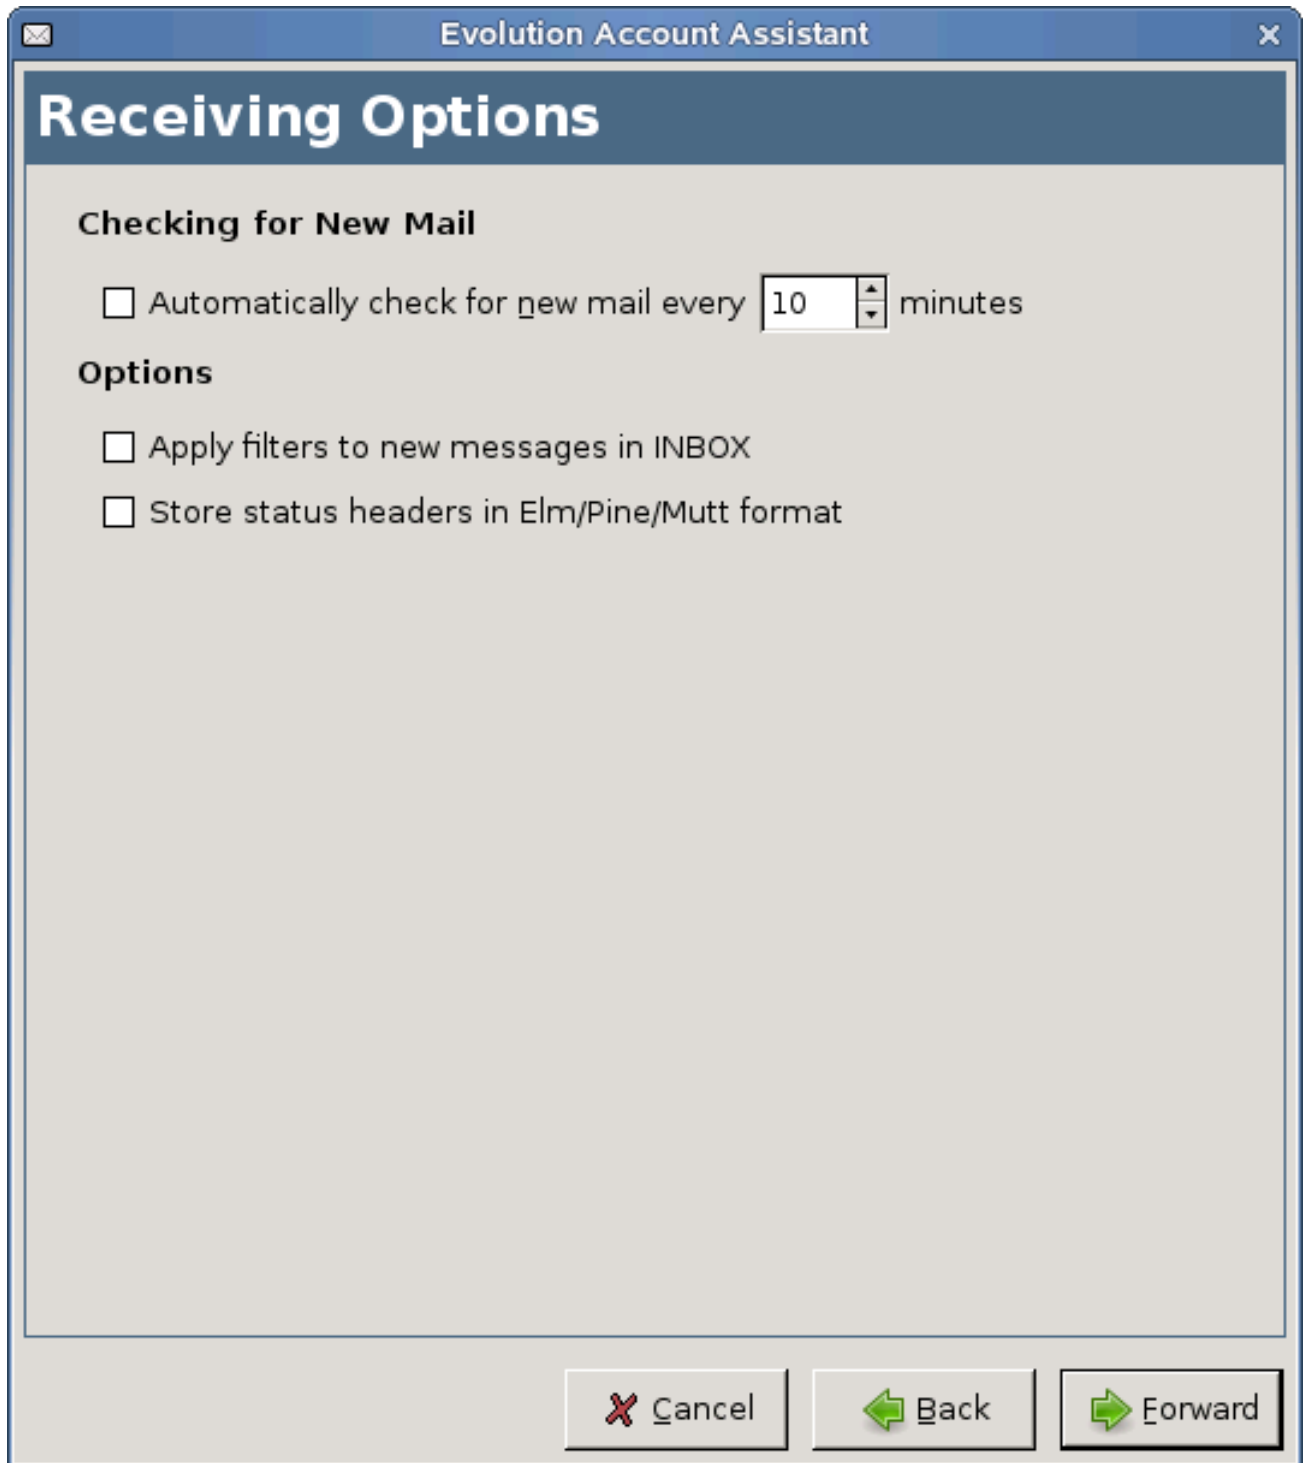 Evolution Account Assistant
Receiving Options
Checking for New Mail
Automatically check for new mail every 10 minutes
Options
Apply filters to new messages in INBOX
Store status headers in Elm/Pine/Mutt format
Cancel Back Forward